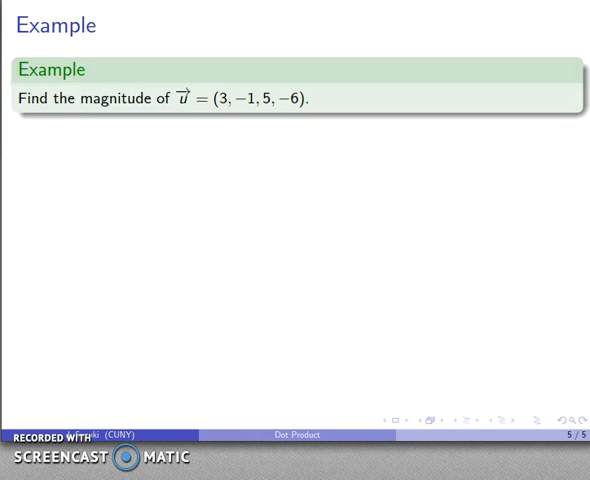 Example
Example
Find the magnitude of u⃗ = (3, −1, 5, −6).
(CUNY)
Dot Product
5 / 5
RECORDED WITH
SCREENCAST MATIC